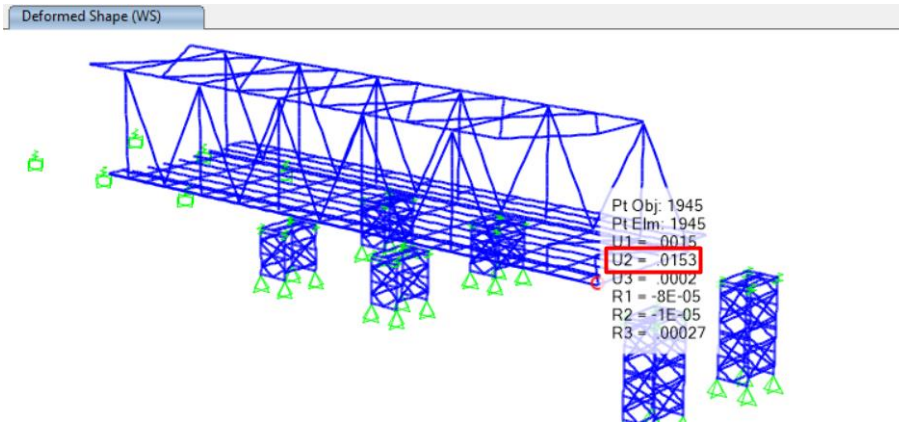 Deformed Shape (WS)
Pt Obj: 1945
Pt Elm: 1945
U1 = .0015
U2 = .0153
U3 = .0002
R1 = -8E-05
R2 = -1E-05
R3 = .00027